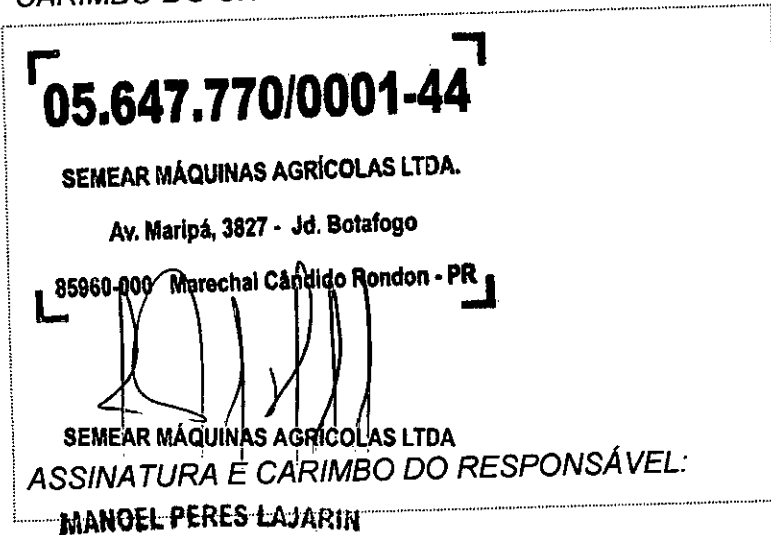 CARIMBO DO
05.647.770/0001-44
SEMEAR MÁQUINAS AGRÍCOLAS LTDA.
Av. Maripá, 3827 - Jd. Botafogo
85960-000 Marechal Cândido Rondon - PR
SEMEAR MÁQUINAS AGRÍCOLAS LTDA
ASSINATURA E CARIMBO DO RESPONSÁVEL:
MANOEL PERES LAJARIN